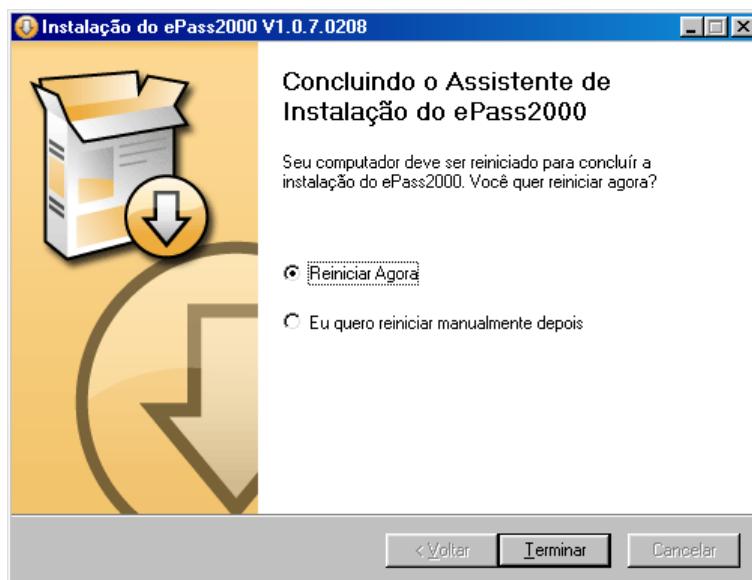 Instalação do ePass2000 V1.0.7.0208
Concluindo o Assistente de
Instalação do ePass2000
Seu computador deve ser reiniciado para concluír a
instalação do ePass2000. Você quer reiniciar agora?
Reiniciar Agora
Eu quero reiniciar manualmente depois
< Voltar
Terminar
Cancelar